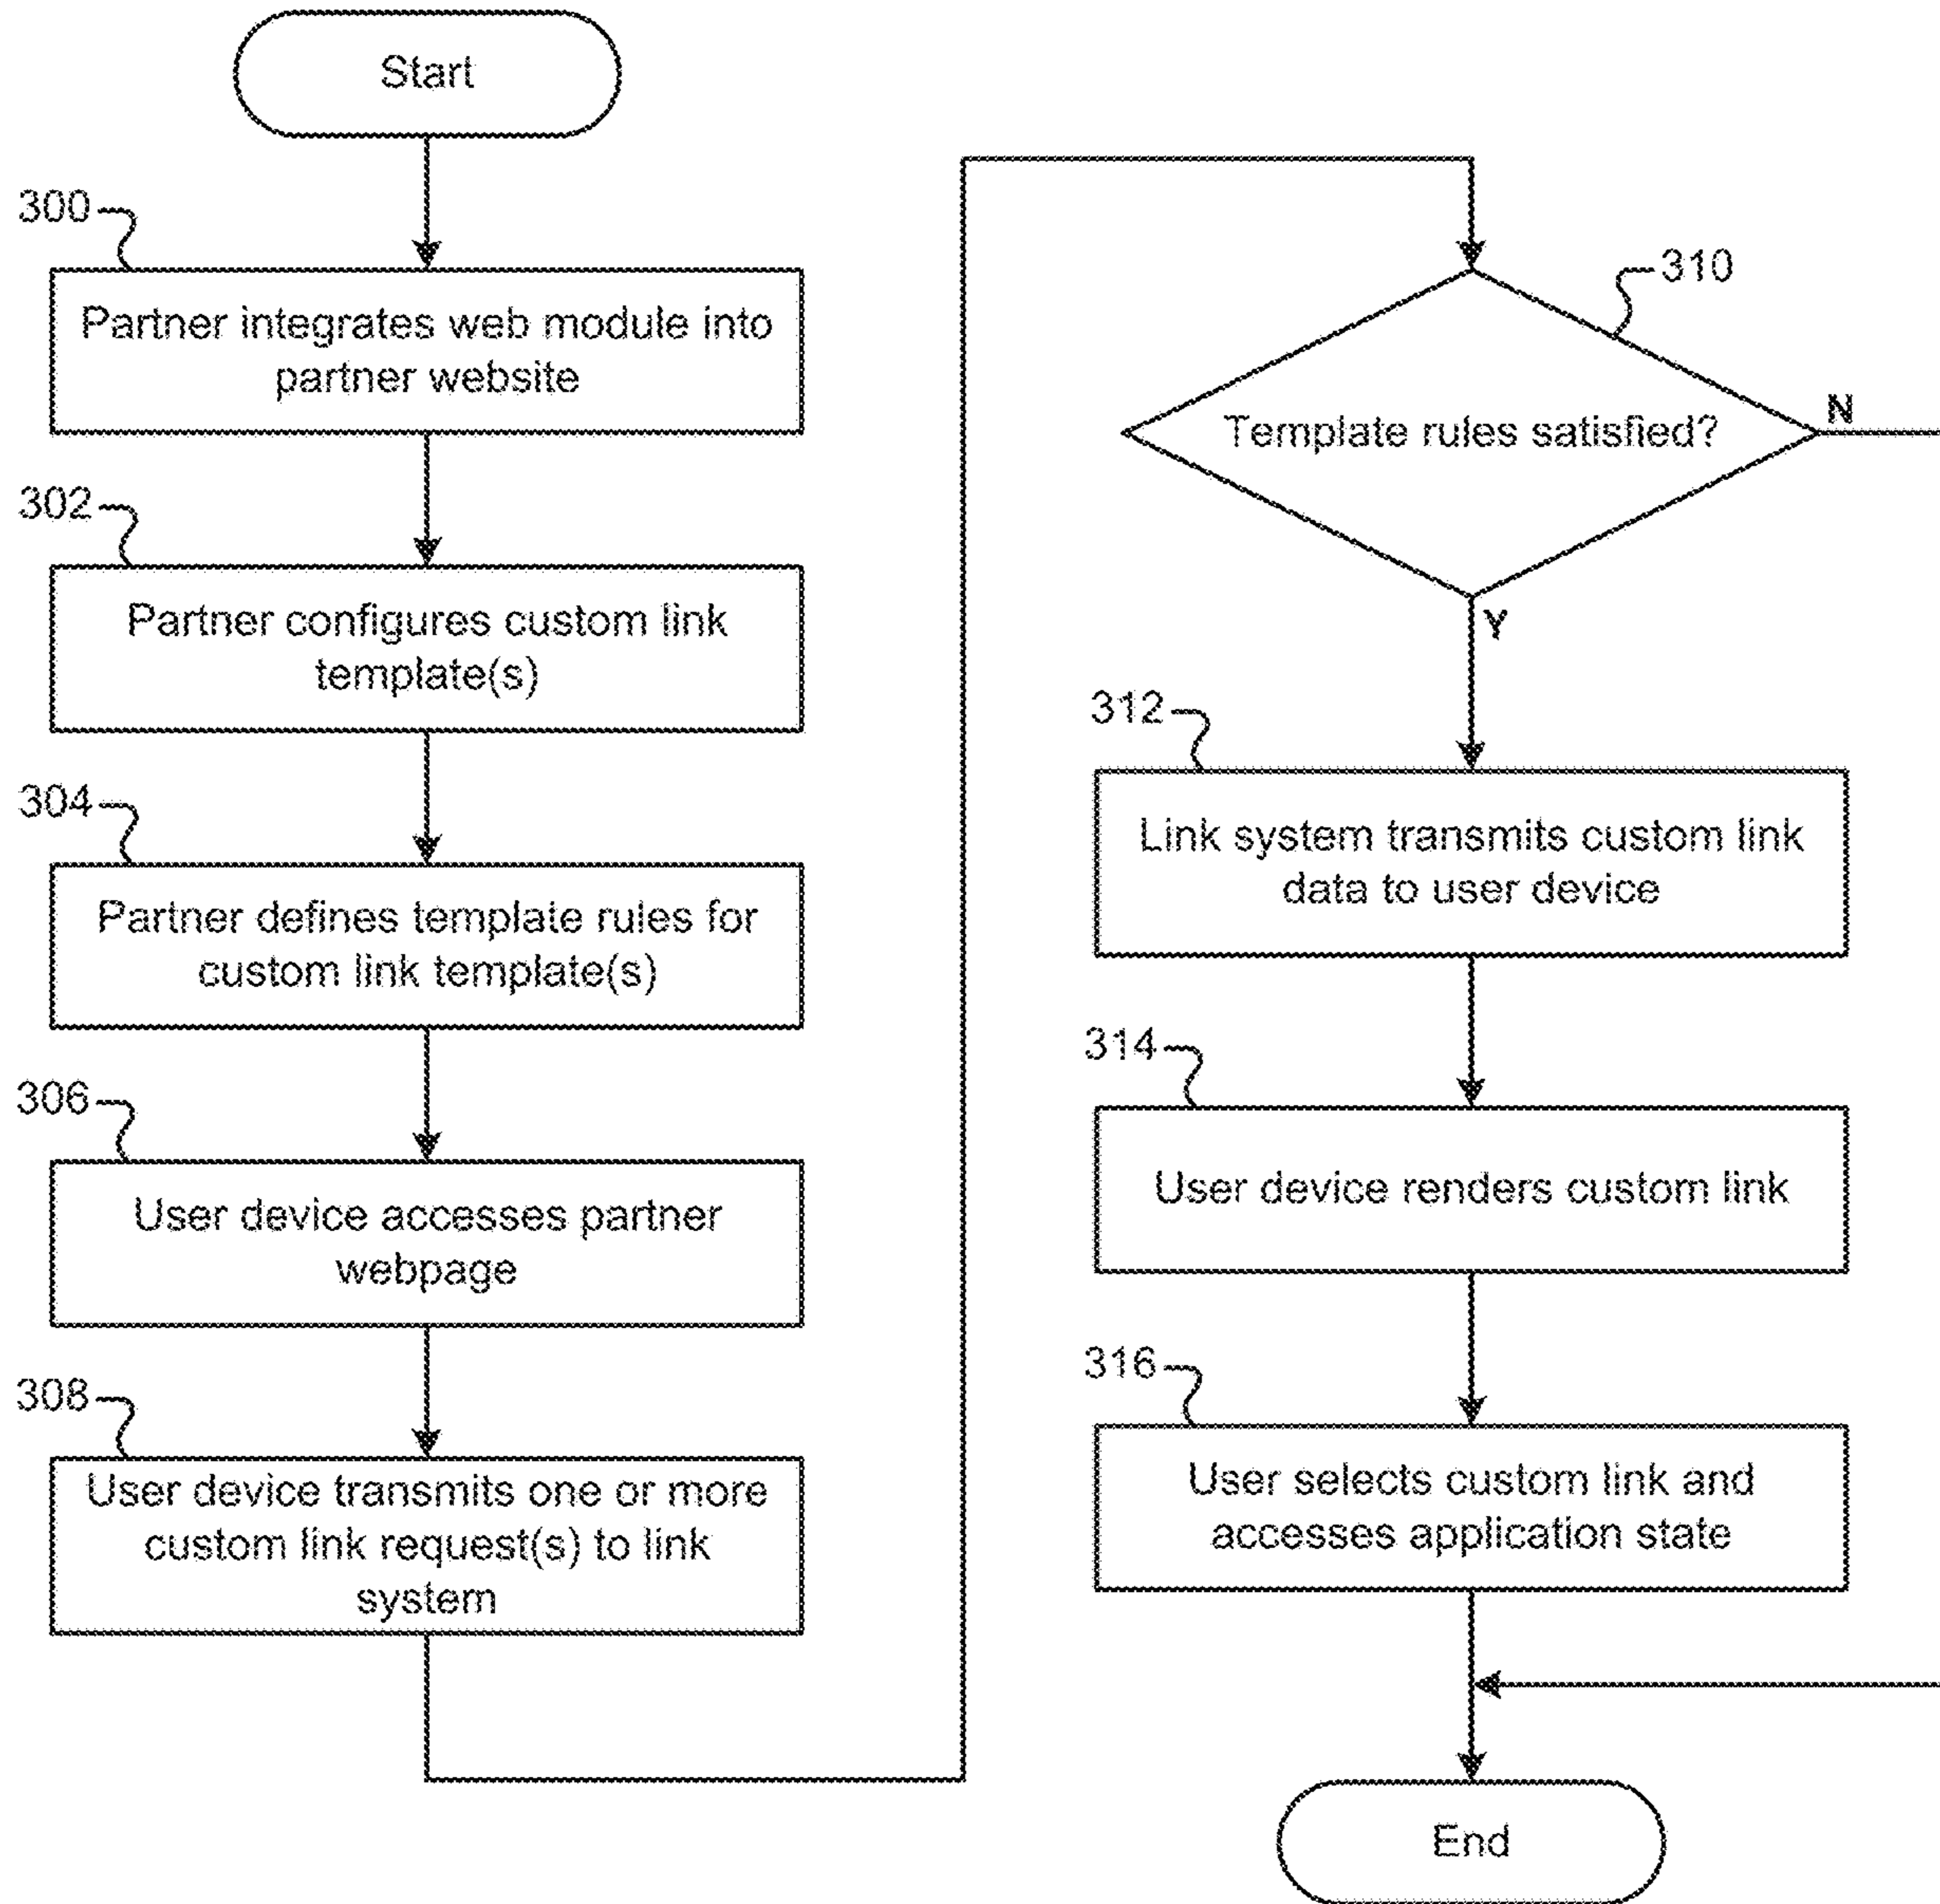 Start
300
Partner integrates web module into
partner website
302
Partner configures custom link
template(s)
304
Partner defines template rules for
custom link template(s)
306
User device accesses partner
webpage
308
User device transmits one or more
custom link request(s) to link
system
310
Template rules satisfied?
N
Y
312
Link system transmits custom link
data to user device
314
User device renders custom link
316
User selects custom link and
accesses application state
End